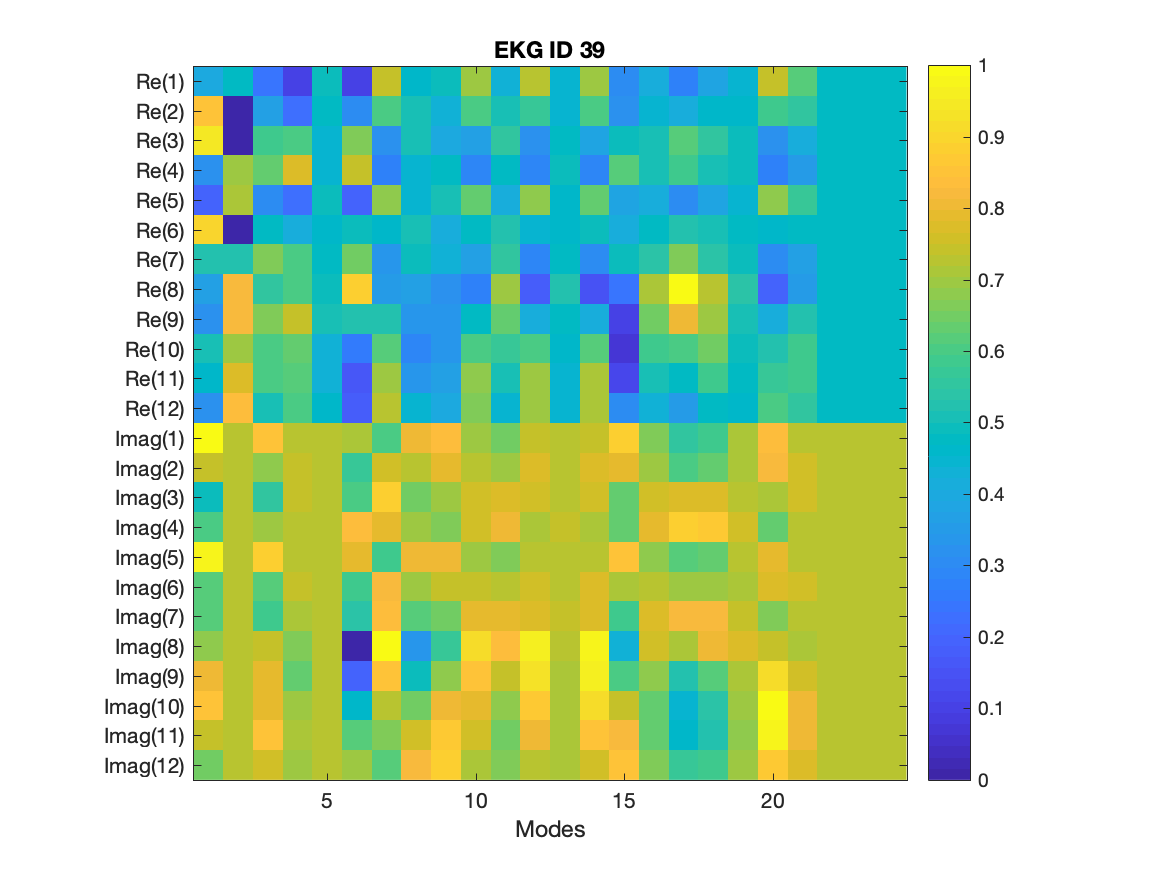 EKG ID 39
Re(1)
Re(2)
Re(3)
Re(4)
Re(5)
Re(6)
Re(7)
Re(8)
Re(9)
Re(10)
Re(11)
Re(12)
Imag(1)
Imag(2)
Imag(3)
Imag(4)
Imag(5)
Imag(6)
Imag(7)
Imag(8)
Imag(9)
Imag(10)
Imag(11)
Imag(12)
5 10 15 20
Modes
1
0.9
0.8
0.7
0.6
0.5
0.4
0.3
0.2
0.1
0